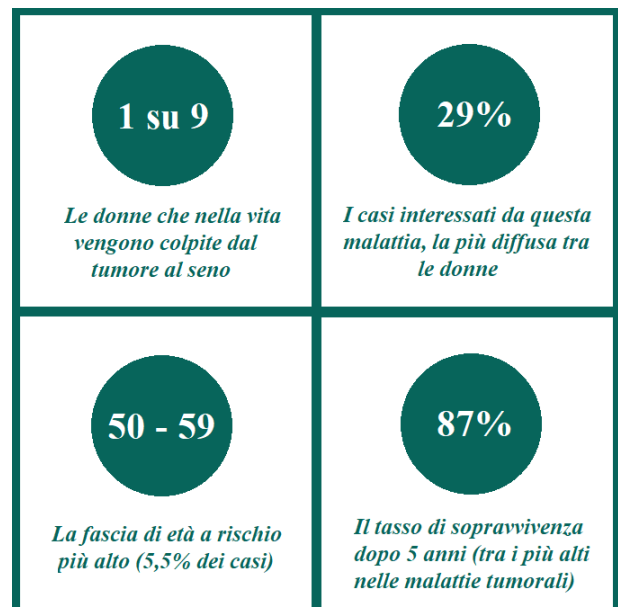 1 su 9
Le donne che nella vita
vengono colpite dal
tumore al seno
29%
I casi interessati da questa
malattia, la più diffusa tra
le donne
50 - 59
La fascia di età a rischio
più alto (5,5% dei casi)
87%
Il tasso di sopravvivenza
dopo 5 anni (tra i più alti
nelle malattie tumorali)